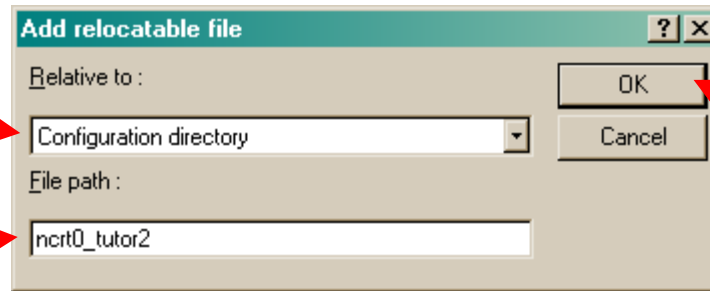 Add relocatable file
Relative to :
OK
Configuration directory
Cancel
File path :
ncrt0_tutor2